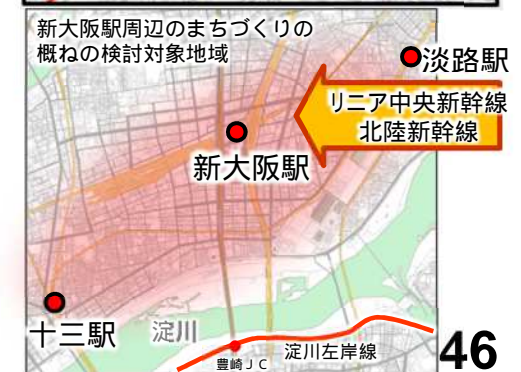 新大阪駅周辺のまちづくりの
概ねの検討対象地域
淡路駅
リニア中央新幹線
北陸新幹線
新大阪駅
十三駅
淀川
淀川左岸線
豊崎JC
46